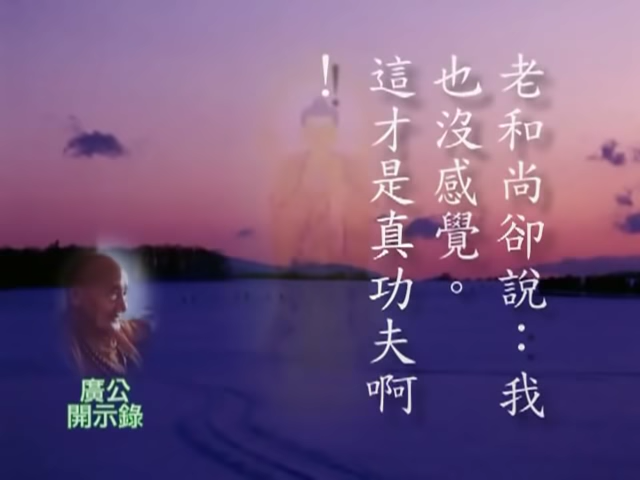 老和尚卻說：我
也沒感覺。
這才是真功夫啊
！
廣公
開示錄